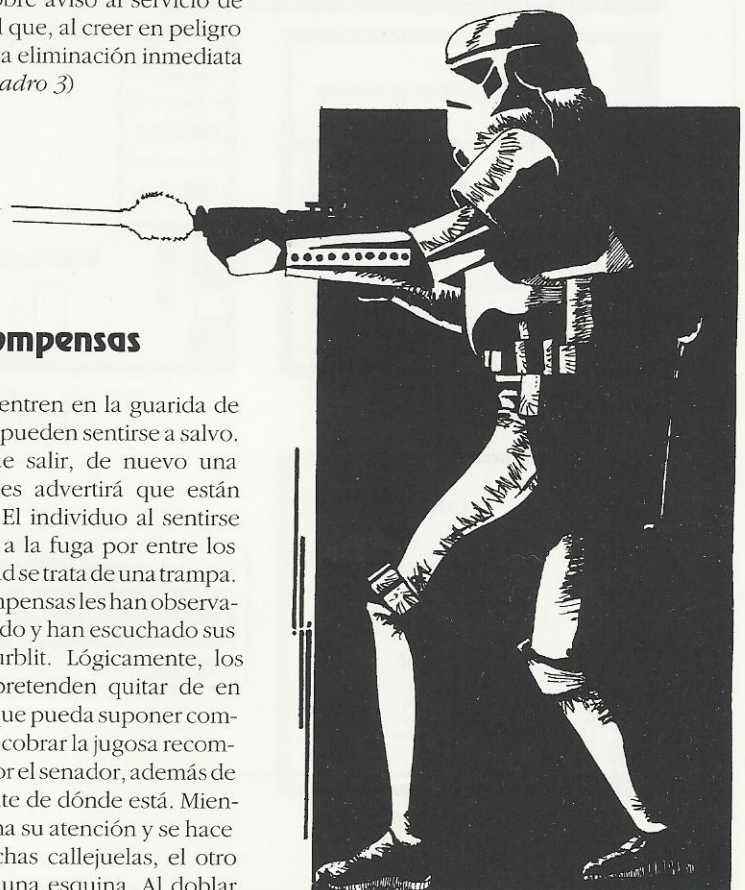 obre aviso al servicio de
l que, al creer en peligro
a eliminación inmediata
adro 3)
ompensas
entren en la guarida de
pueden sentirse a salvo.
e salir, de nuevo una
es advertirá que están
El individuo al sentirse
a la fuga por entre los
ad se trata de una trampa.
mpensas les han observa-
do y han escuchado sus
urblit. Lógicamente, los
pretenden quitar de en
que pueda suponer com-
cobrar la jugosa recom-
or el senador, además de
te de dónde está. Mien-
na su atención y se hace
chas callejuelas, el otro
una esquina. Al doblar